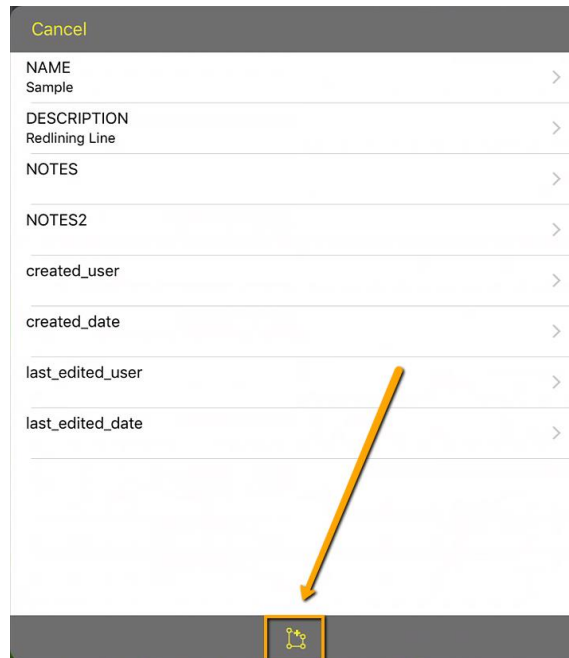 Cancel
NAME
Sample
DESCRIPTION
Redlining Line
NOTES
NOTES2
created_user
created_date
last_edited_user
last_edited_date